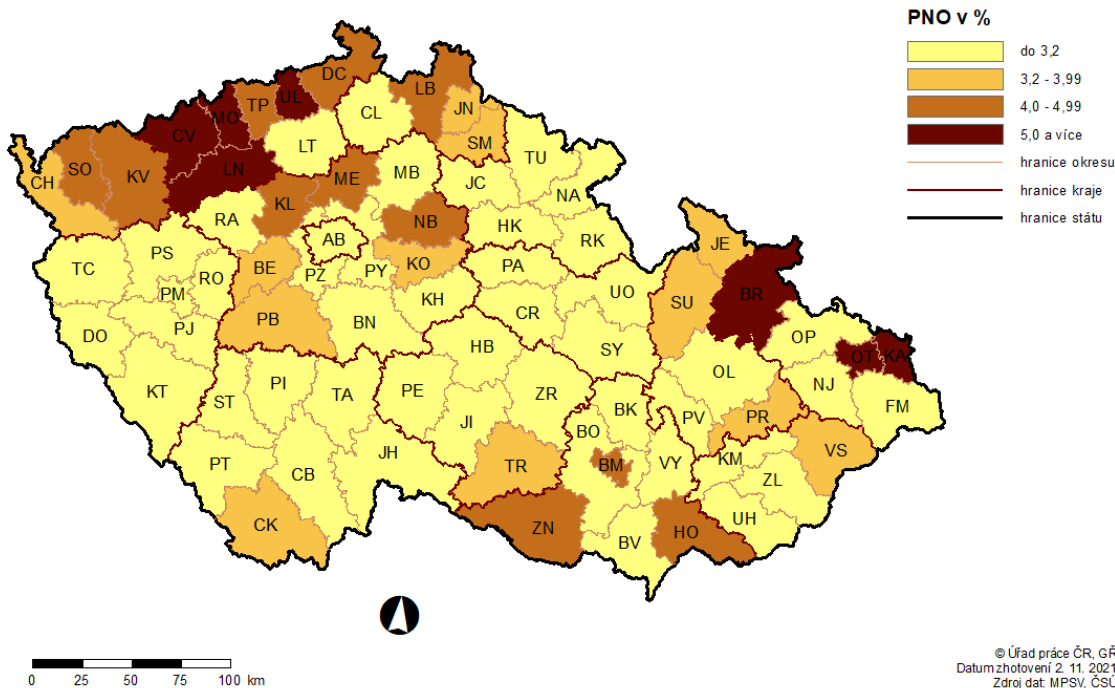 PNO v %
do 3,2
3,2 - 3,99
4,0 - 4,99
5,0 a více
hranice okresu
hranice kraje
hranice státu
DC
LB
UL
TP
JN
MO
CL
SM
CV
LT
TU
LN
SO
CH
KV
ME
MB
JC
NA
KL
RA
NB
HK
RK
AB
JE
PS
TC
RO
BE
PZ
PY
KO
PA
UO
SU
BR
PM
KH
CR
PB
BN
PJ
DO
OP
HB
SY
OT
KA
OL
NJ
KT
PI
TA
PE
ZR
FM
ST
BK
PV
PR
JI
BO
VS
JH
KM
PT
CB
TR
BM
VY
ZL
CK
ZN
HO
UH
BV
0 25 50 75 100 km
© Úřad práce ČR, GŘ
Datum zhotovení 2. 11. 2021
Zdroj dat: MPSV, ČSÚ